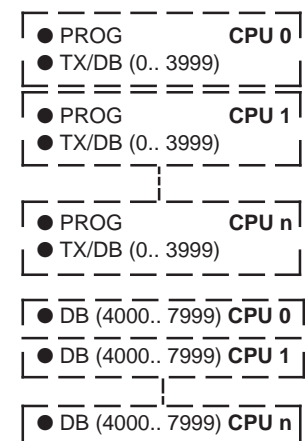 ● PROG CPU 0
● TX/DB (0.. 3999)
● PROG CPU 1
● TX/DB (0.. 3999)
● PROG CPU n
● TX/DB (0.. 3999)
● DB (4000.. 7999) CPU 0
● DB (4000.. 7999) CPU 1
● DB (4000.. 7999) CPU n